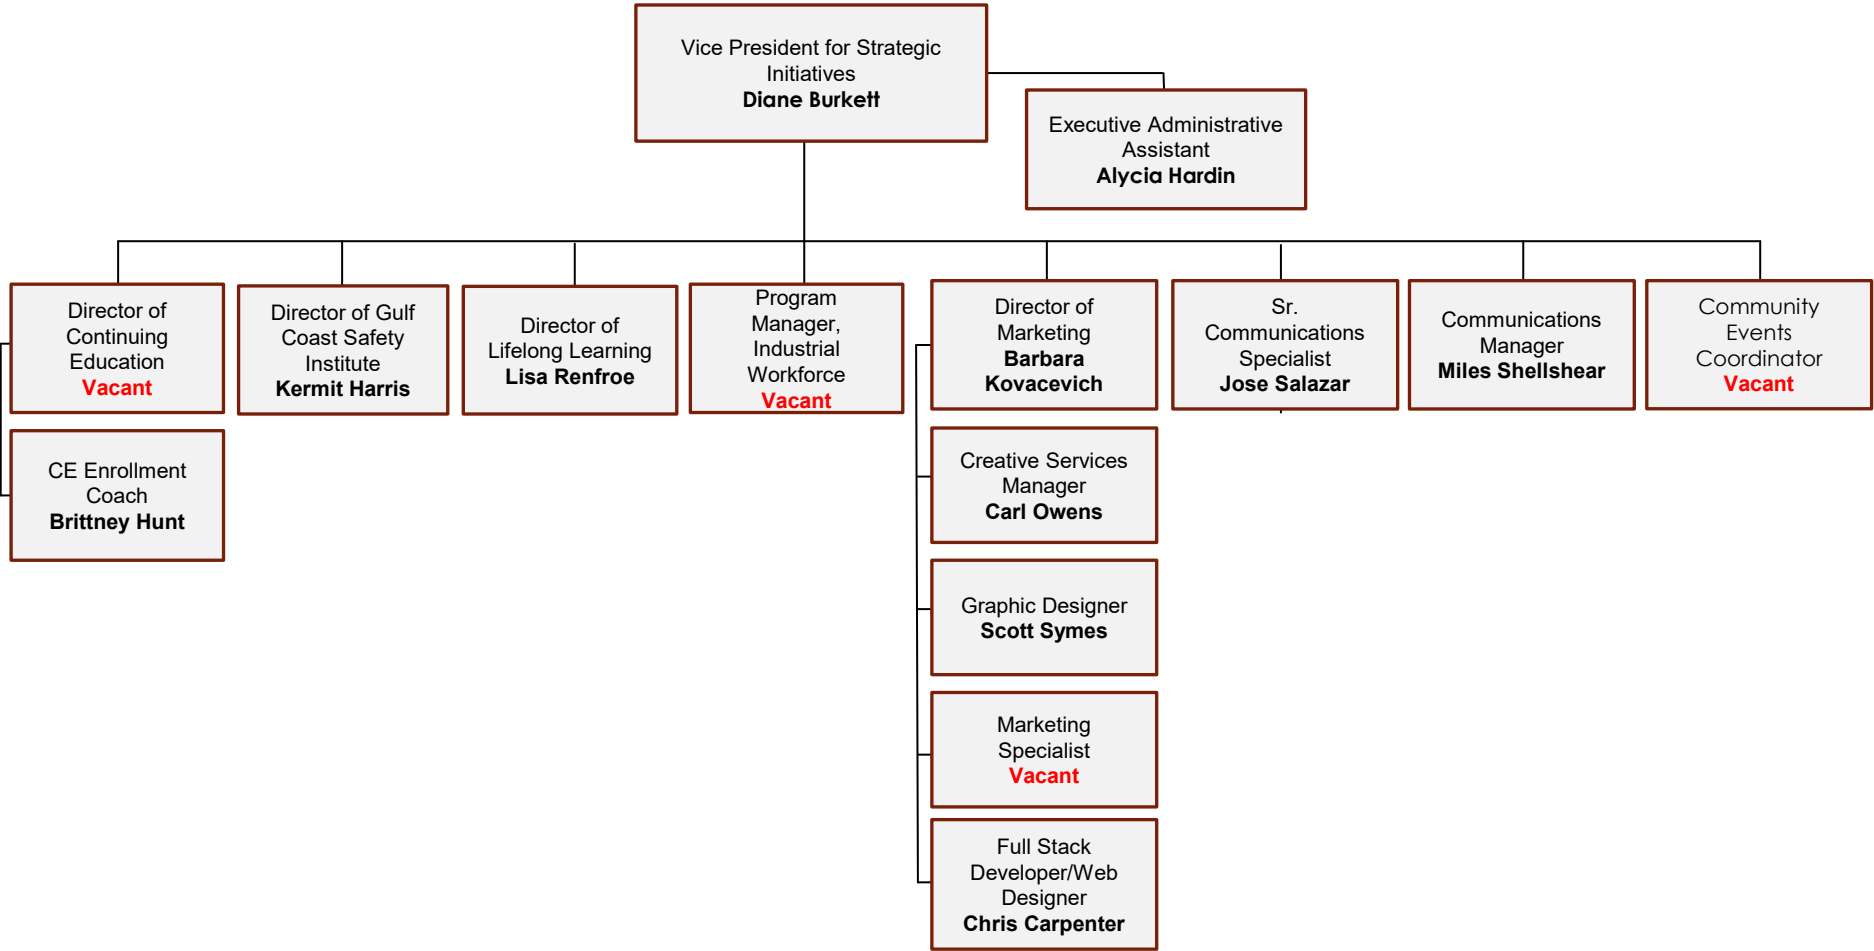 Vice President for Strategic
Initiatives
Diane Burkett
Executive Administrative
Assistant
Alycia Hardin
Director of
Continuing
Education
Vacant
Director of Gulf
Coast Safety
Institute
Kermit Harris
Director of
Lifelong Learning
Lisa Renfroe
Program
Manager,
Industrial
Workforce
Vacant
Director of
Marketing
Barbara
Kovacevich
Sr.
Communications
Specialist
Jose Salazar
Communications
Manager
Miles Shellshear
Community
Events
Coordinator
Vacant
CE Enrollment
Coach
Brittney Hunt
Creative Services
Manager
Carl Owens
Graphic Designer
Scott Symes
Marketing
Specialist
Vacant
Full Stack
Developer/Web
Designer
Chris Carpenter